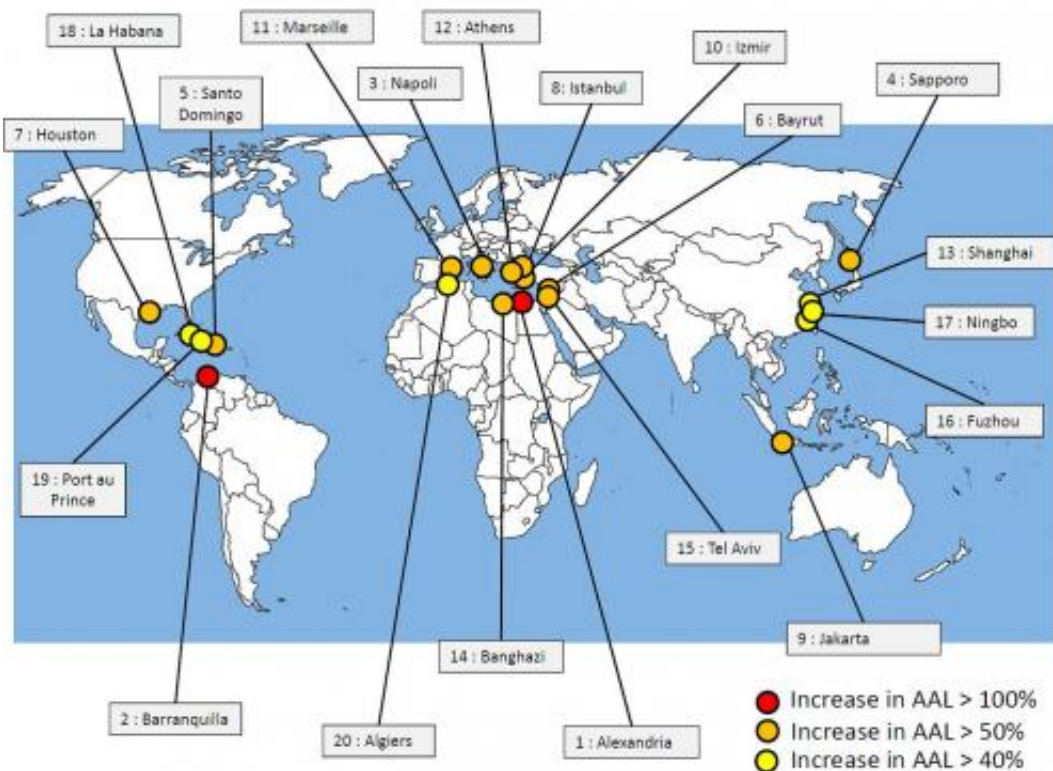 18 : La Habana
11 : Marseille
12 : Athens
10 : Izmir
3 : Napoli
8: Istanbul
4 : Sapporo
5 : Santo
Domingo
6 : Bayrut
7 : Houston
13 : Shanghai
17 : Ningbo
16 : Fuzhou
19 : Port au
Prince
15 : Tel Aviv
9 : Jakarta
14 : Banghazi
2 : Barranquilla
20 : Algiers
1 : Alexandria
Increase in AAL > 100%
Increase in AAL > 50%
Increase in AAL > 40%